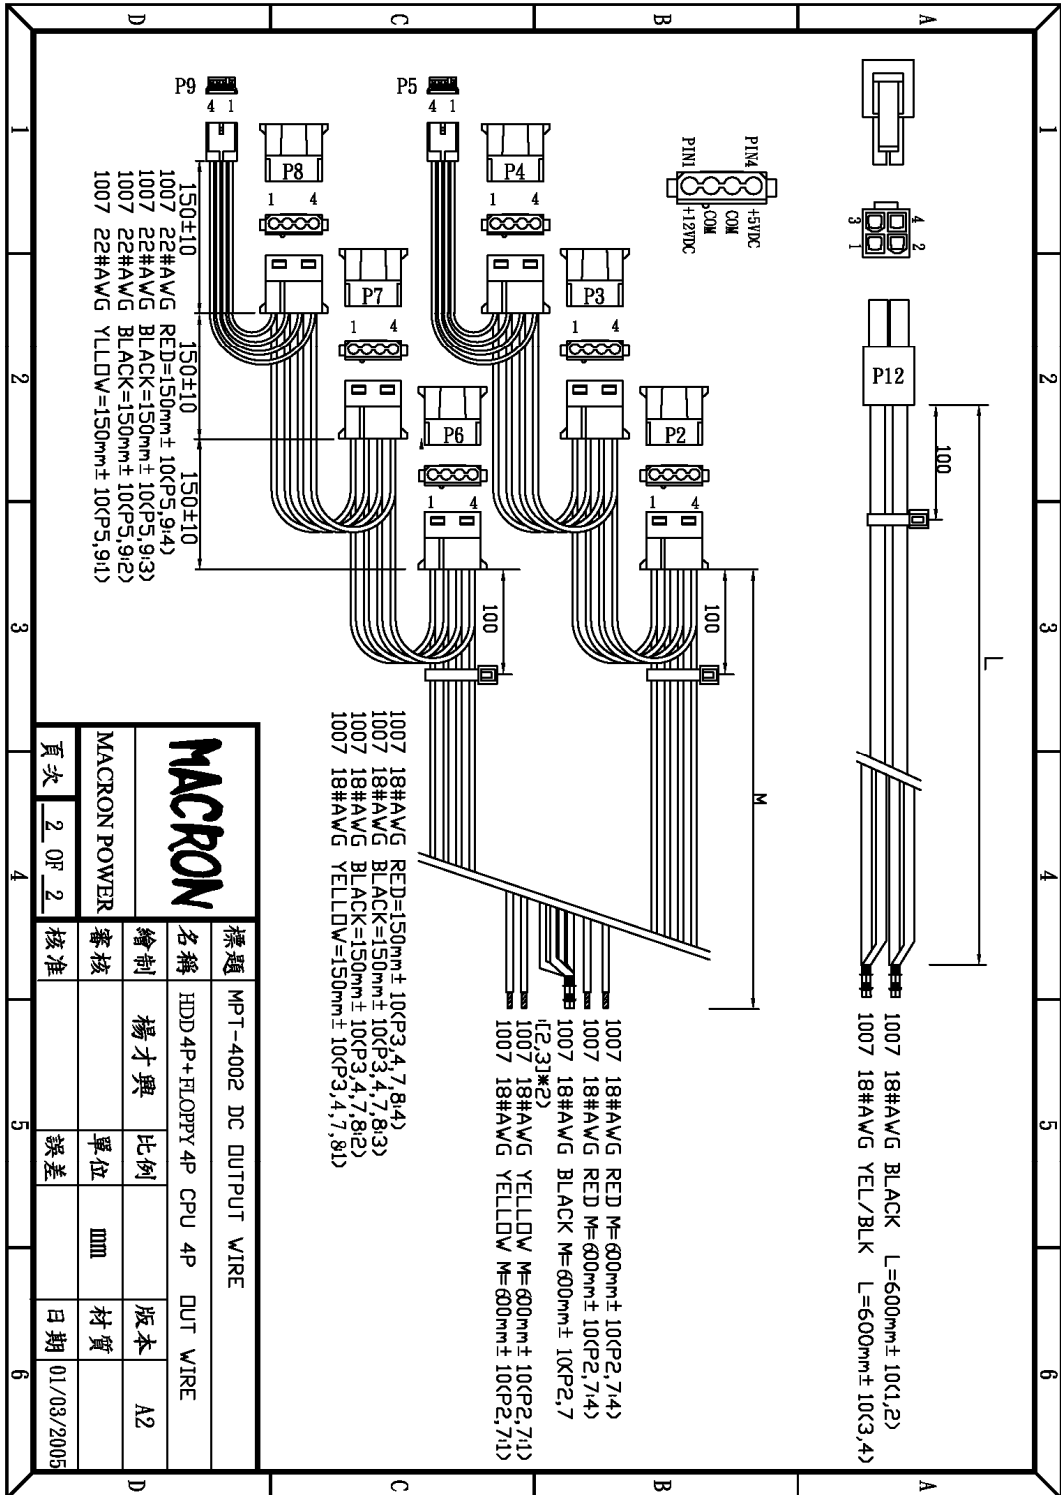 1 2 3 4 5 6
A
B
C
D
A
B
C
D
4
2
3
1
P12
100
L
1007 18#AWG BLACK L=600mm±10(1,2)
1007 18#AWG YEL/BLK L=600mm±10(3,4)
PIN4
PIN1
+5VDC
COM
COM
+12VDC
P2
1 4
100
M
P3
1 4
P4
1 4
P5
4 1
1007 18#AWG RED M=600mm±10(P2,7:4)
1007 18#AWG RED M=600mm±10(P2,7:4)
1007 18#AWG BLACK M=600mm±10(P2,7
:[2,3]*2)
1007 18#AWG YELLOW M=600mm±10(P2,7:1)
1007 18#AWG YELLOW M=600mm±10(P2,7:1)
P6
1 4
100
P7
1 4
P8
1 4
P9
4 1
1007 18#AWG RED=150mm±10(P3,4,7,8:4)
1007 18#AWG BLACK=150mm±10(P3,4,7,8:3)
1007 18#AWG BLACK=150mm±10(P3,4,7,8:2)
1007 18#AWG YELLOW=150mm±10(P3,4,7,8:1)
150±10 150±10 150±10
1007 22#AWG RED=150mm±10(P5,9:4)
1007 22#AWG BLACK=150mm±10(P5,9:3)
1007 22#AWG BLACK=150mm±10(P5,9:2)
1007 22#AWG YLLOW=150mm±10(P5,9:1)
MACRON
MACRON POWER
頁次 2 OF 2
標題 MPT-4002 DC OUTPUT WIRE
名稱 HDD 4P+FLOPPY 4P CPU 4P OUT WIRE
繪制 楊才興 比例 版本 A2
審核 單位 mm 材質
核准 誤差 日期 01/03/2005